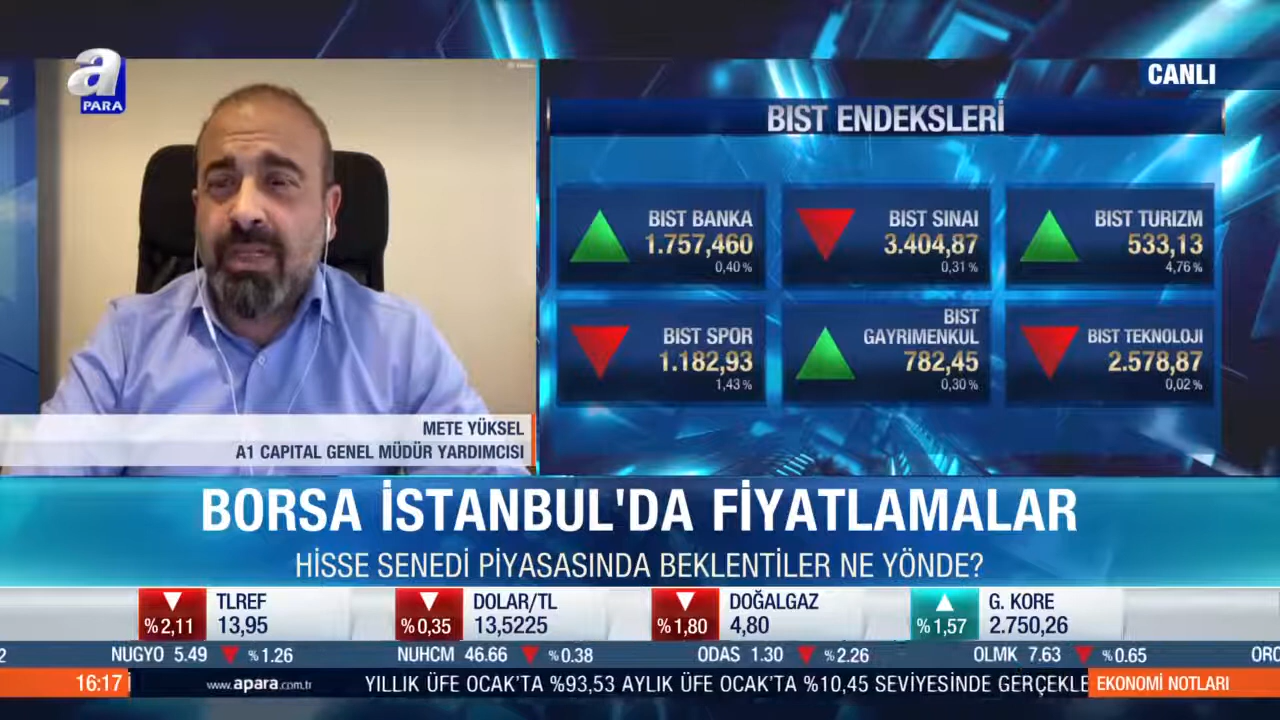 Z
a
PARA
CANLI
BIST ENDEKSLERİ
BIST BANKA
1.757,460
0,40 %
BIST SINAI
3.404,87
0,31 %
BIST TURIZM
533,13
4,76 %
BIST SPOR
1.182,93
1,43 %
BIST
GAYRIMENKUL
782,45
0,30 %
BIST TEKNOLOJI
2.578,87
0,02 %
METE YÜKSEL
A1 CAPITAL GENEL MÜDÜR YARDIMCISI
BORSA İSTANBUL'DA FİYATLAMALAR
HİSSE SENEDİ PİYASASINDA BEKLENTİLER NE YÖNDE?
%2,11 TLREF 13,95
%0,35 DOLAR/TL 13,5225
%1,80 DOĞALGAZ 4,80
%1,57 G. KORE 2.750,26
2 NUGYO 5.49 %1.26 NUHCM 46.66 %0.38 ODAS 1.30 %2.26 OLMK 7.63 %0.65 ORC
16:17 www.apara.com.tr YILLIK ÜFE OCAK'TA %93,53 AYLIK ÜFE OCAK'TA %10,45 SEVİYESİNDE GERÇEKLE EKONOMİ NOTLARI